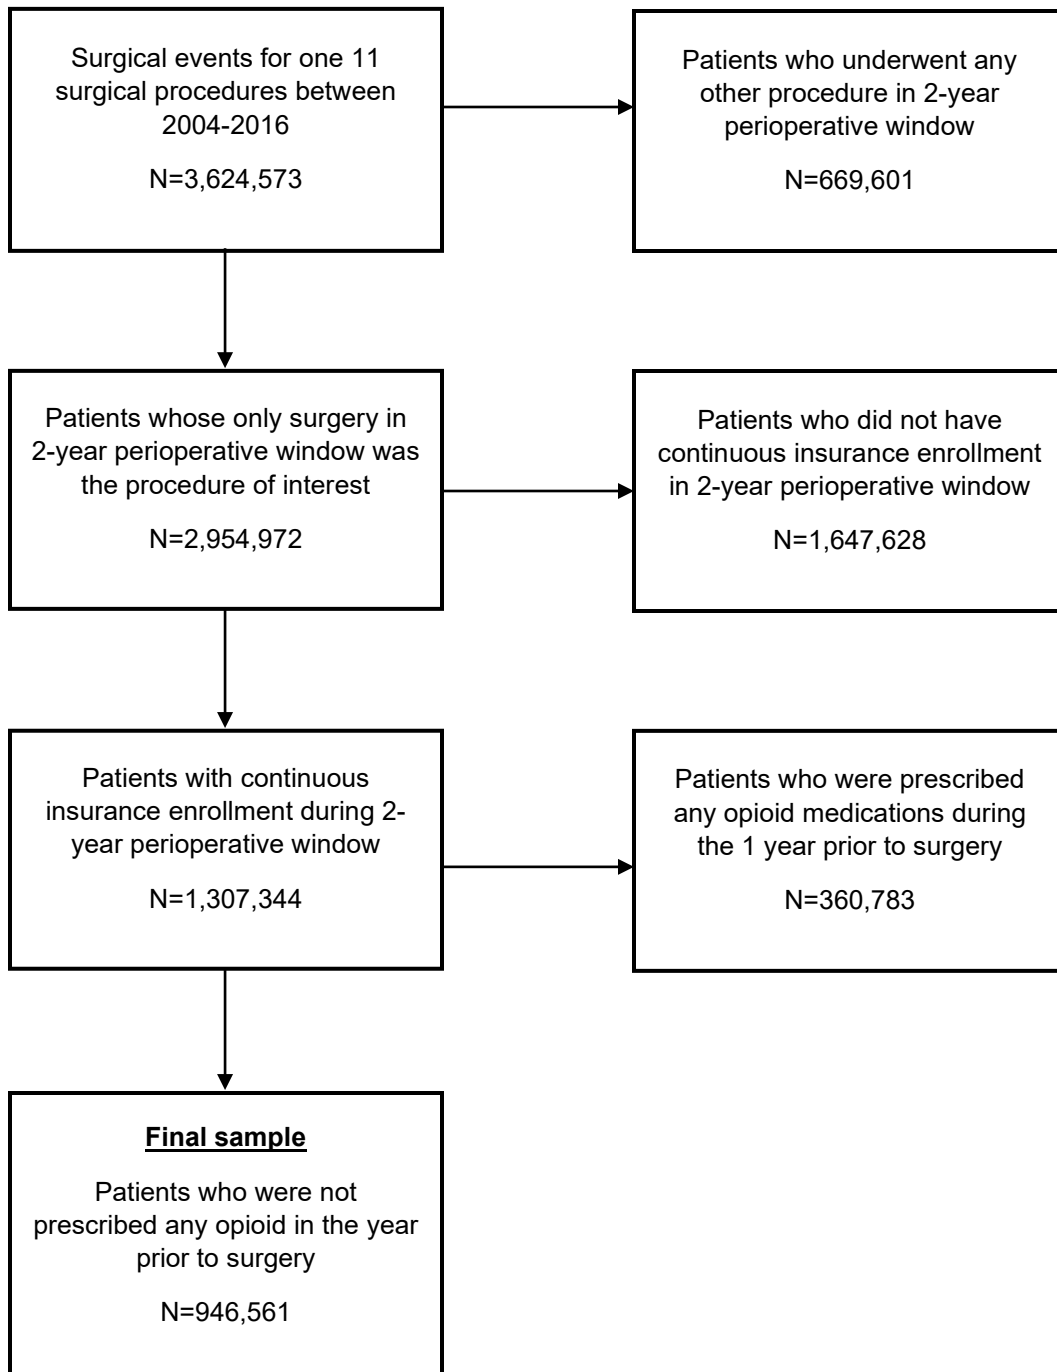 Surgical events for one 11
surgical procedures between
2004-2016
N=3,624,573
Patients who underwent any
other procedure in 2-year
perioperative window
N=669,601
Patients whose only surgery in
2-year perioperative window was
the procedure of interest
N=2,954,972
Patients who did not have
continuous insurance enrollment
in 2-year perioperative window
N=1,647,628
Patients with continuous
insurance enrollment during 2-
year perioperative window
N=1,307,344
Patients who were prescribed
any opioid medications during
the 1 year prior to surgery
N=360,783
Final sample
Patients who were not
prescribed any opioid in the year
prior to surgery
N=946,561